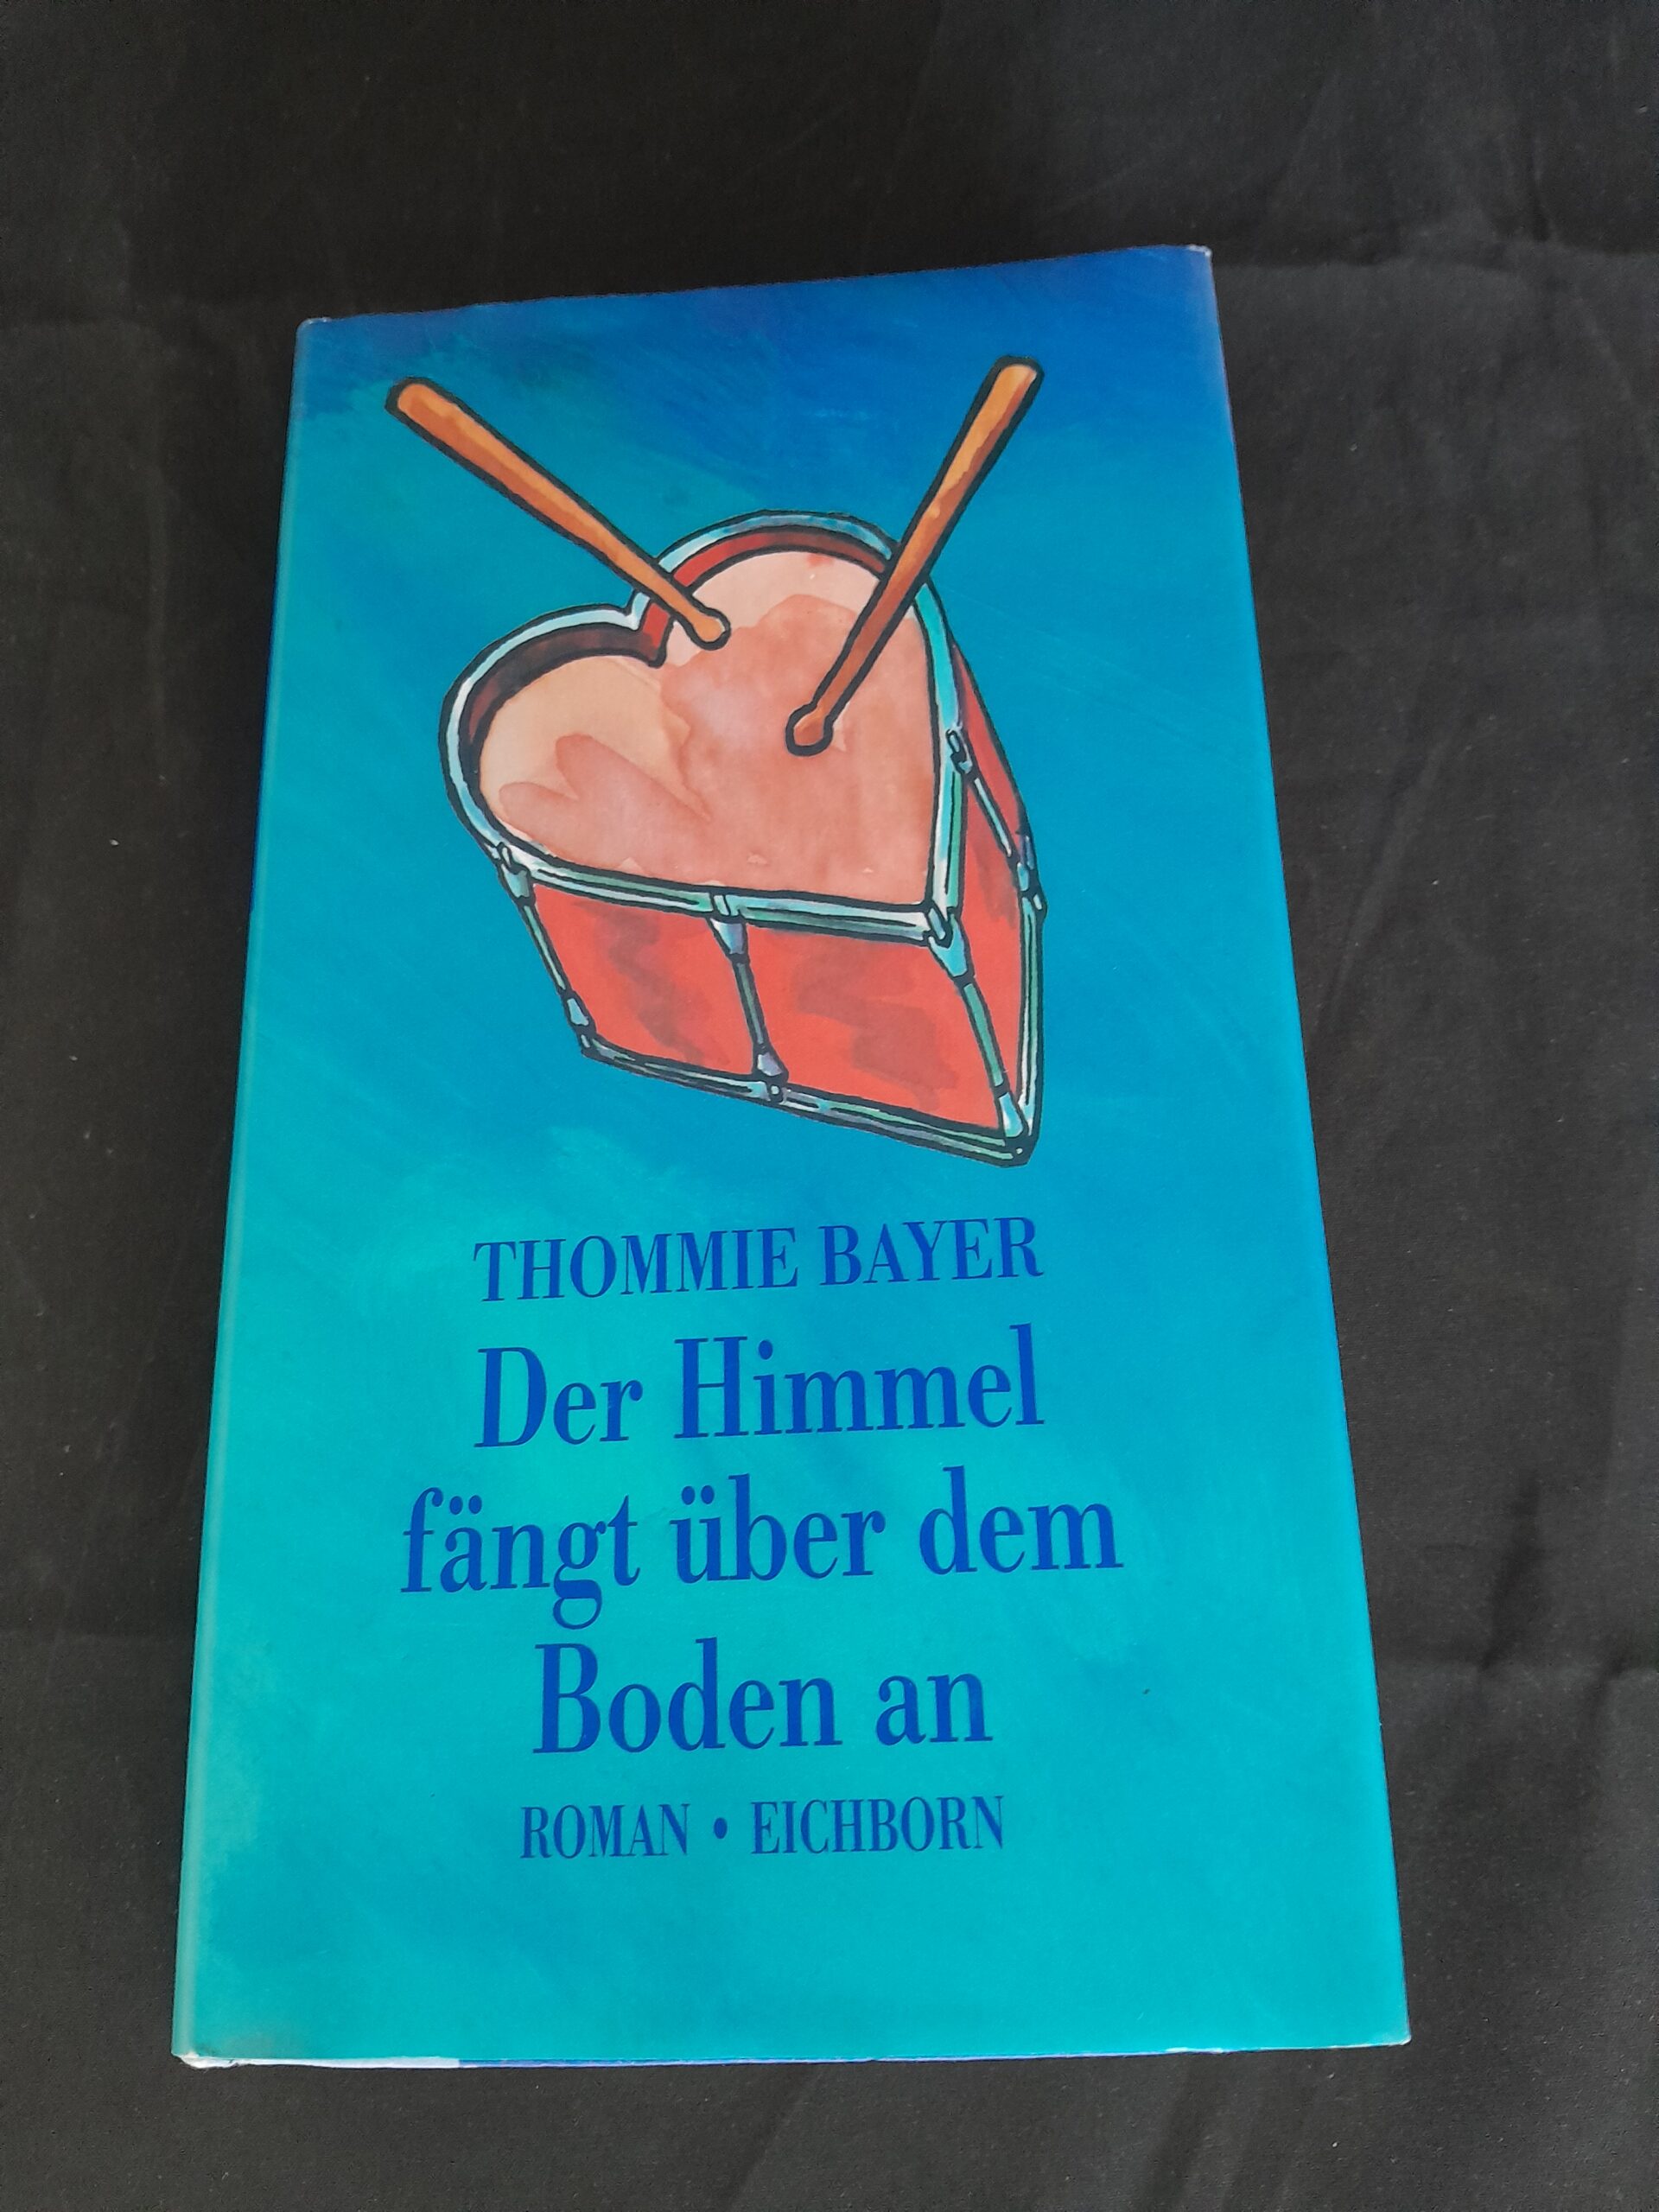 THOMMIE BAYER
Der Himmel
fängt über dem
Boden an
ROMAN • EICHBORN